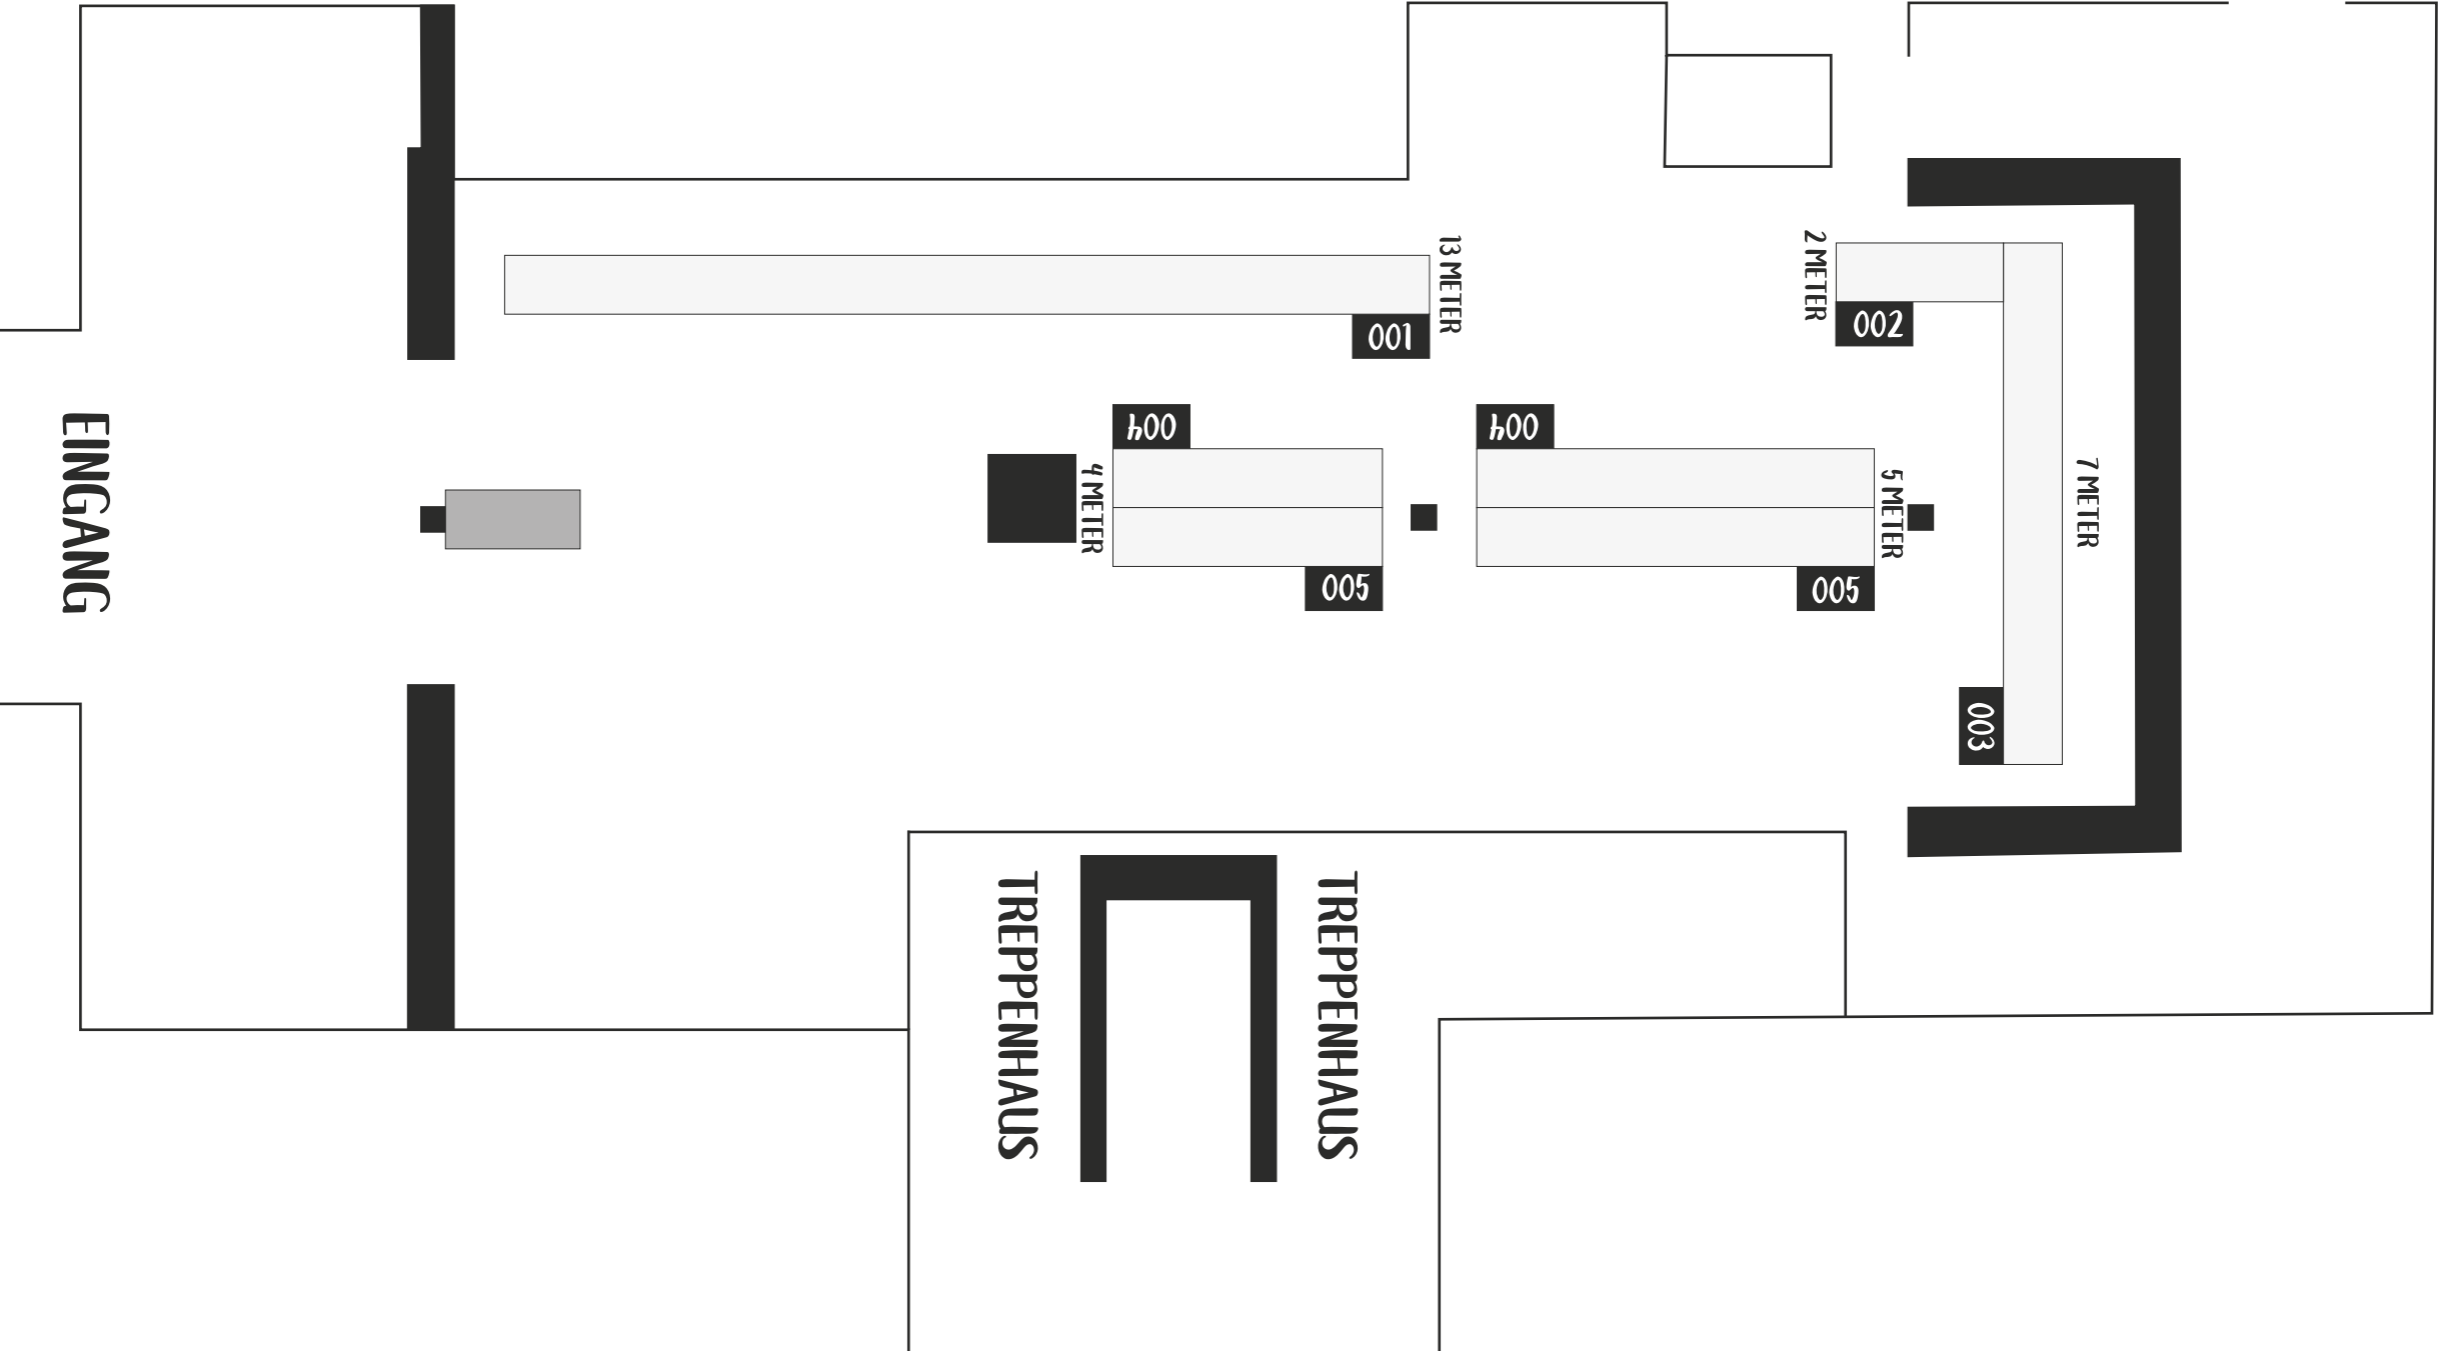 EINGANG
13 METER
001
2 METER
002
004
004
4 METER
5 METER
7 METER
005
005
003
TREPPENHAUS
TREPPENHAUS